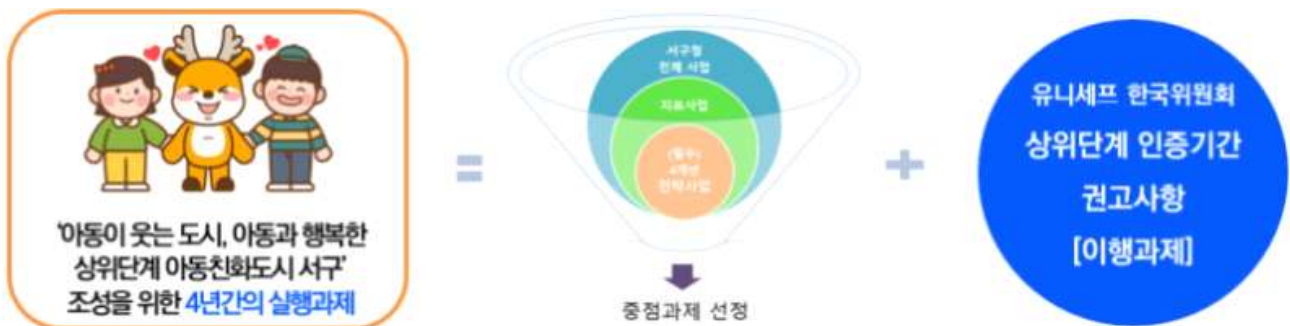 '아동이 웃는 도시, 아동과 행복한
상위단계 아동친화도시 서구'
조성을 위한 4년간의 실행과제
=
서구청
전체 사업
지표사업
(필수)
4개년
전략사업
중점과제 선정
+
유니세프 한국위원회
상위단계 인증기간
권고사항
[이행과제]